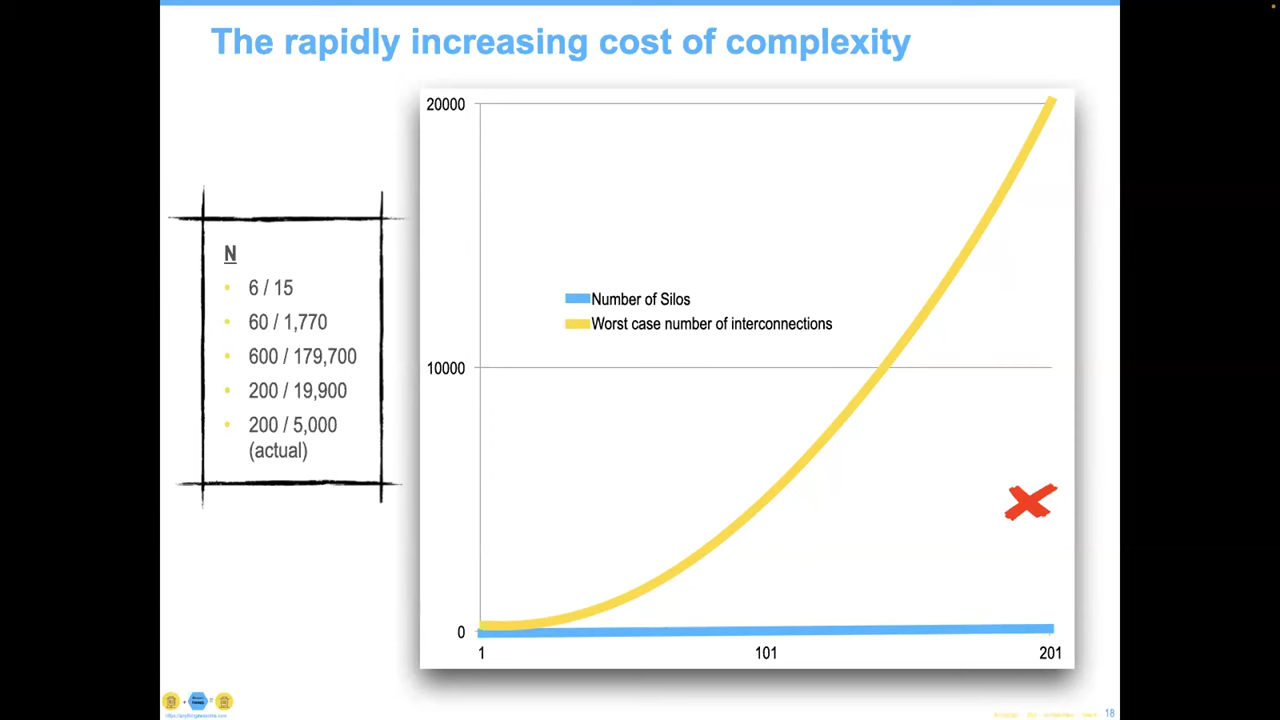 The rapidly increasing cost of complexity
N
6 / 15
60 / 1,770
600 / 179,700
200 / 19,900
200 / 5,000
(actual)
20000
10000
0
Number of Silos
Worst case number of interconnections
1
101
201
18